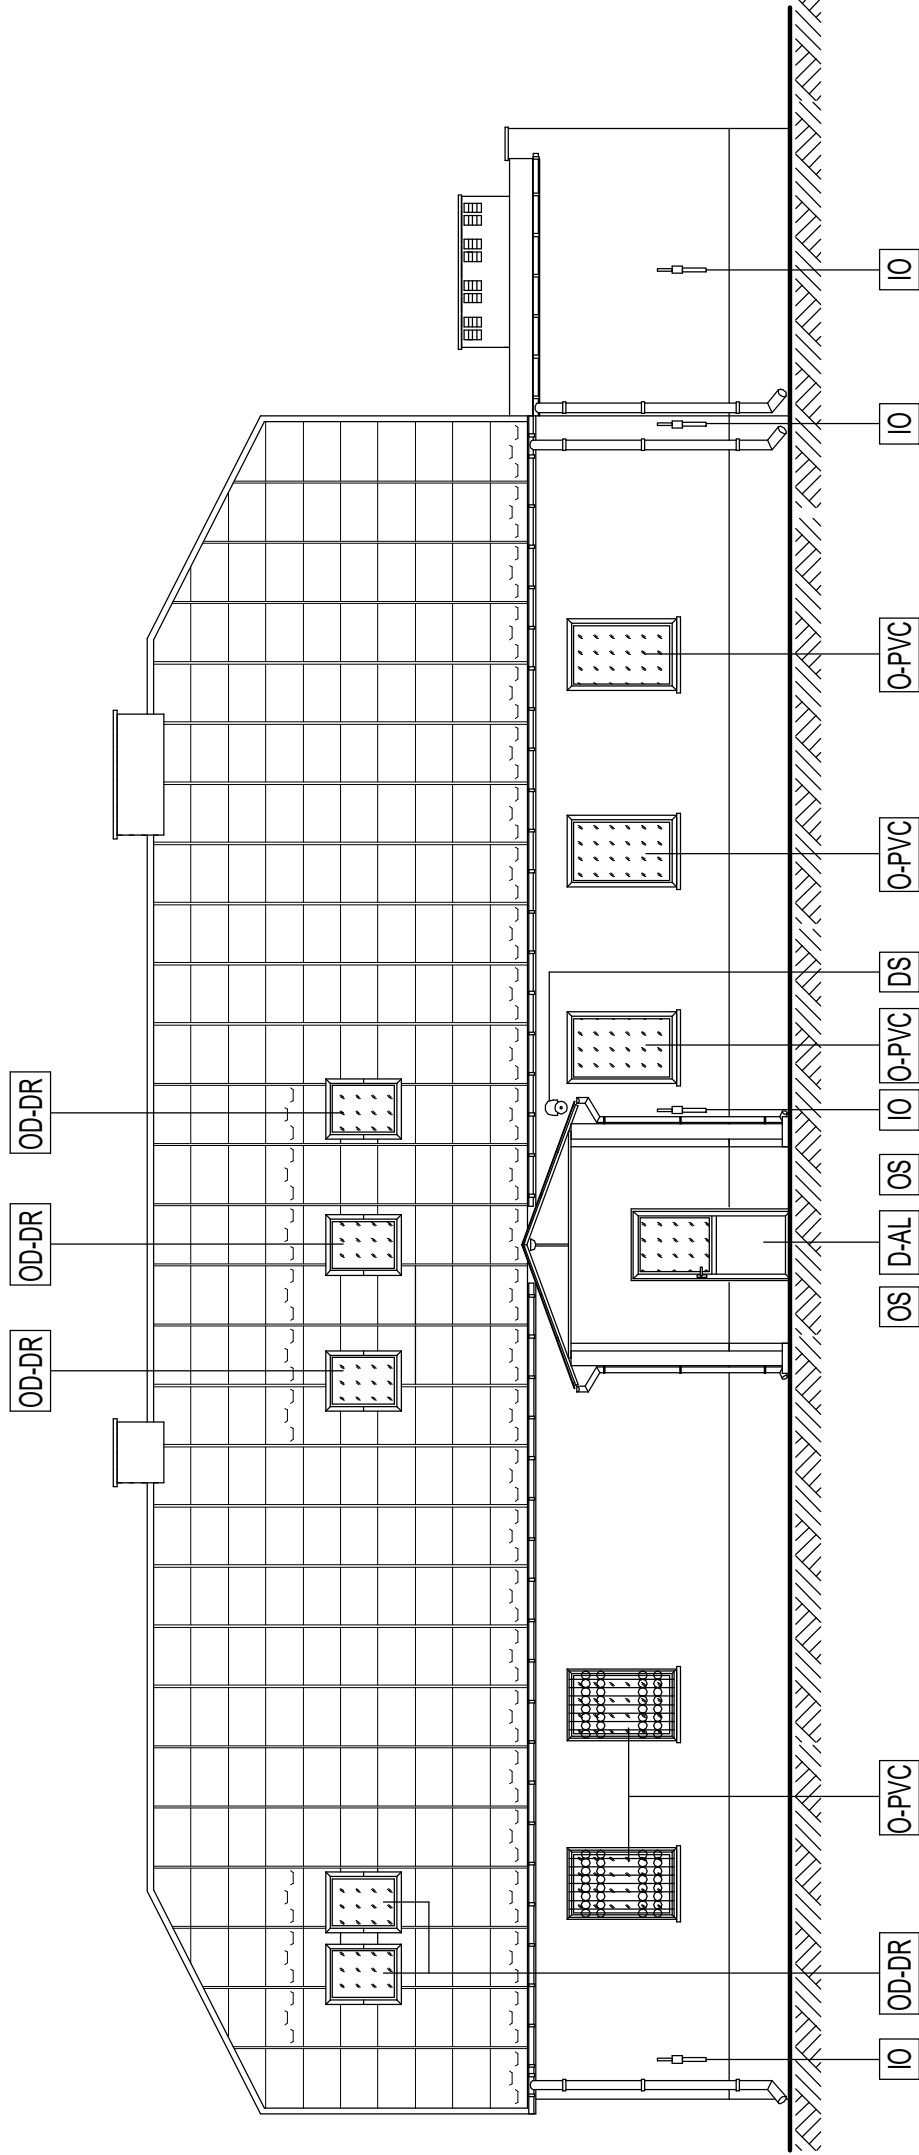 OD-DR
OD-DR
OD-DR
IO
OD-DR
O-PVC
OS
D-AL
OS
IO
O-PVC
DS
O-PVC
O-PVC
IO
IO